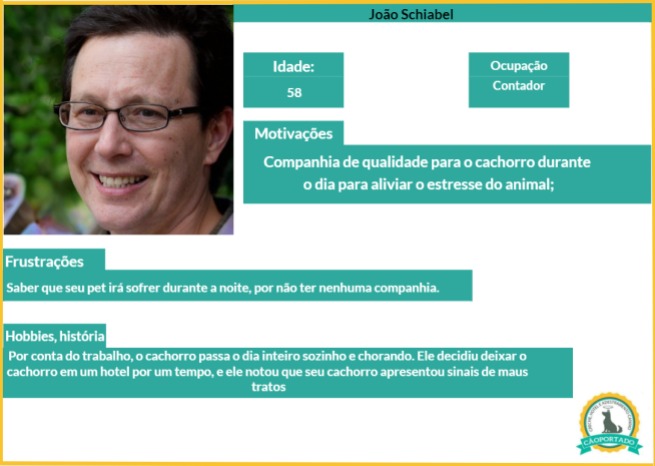 João Schiabel
Idade:
58
Ocupação
Contador
Motivações
Companhia de qualidade para o cachorro durante
o dia para aliviar o estresse do animal;
Frustrações
Saber que seu pet irá sofrer durante a noite, por não ter nenhuma companhia.
Hobbies, história
Por conta do trabalho, o cachorro passa o dia inteiro sozinho e chorando. Ele decidiu deixar o
cachorro em um hotel por um tempo, e ele notou que seu cachorro apresentou sinais de maus
tratos
CÃOPORTADO